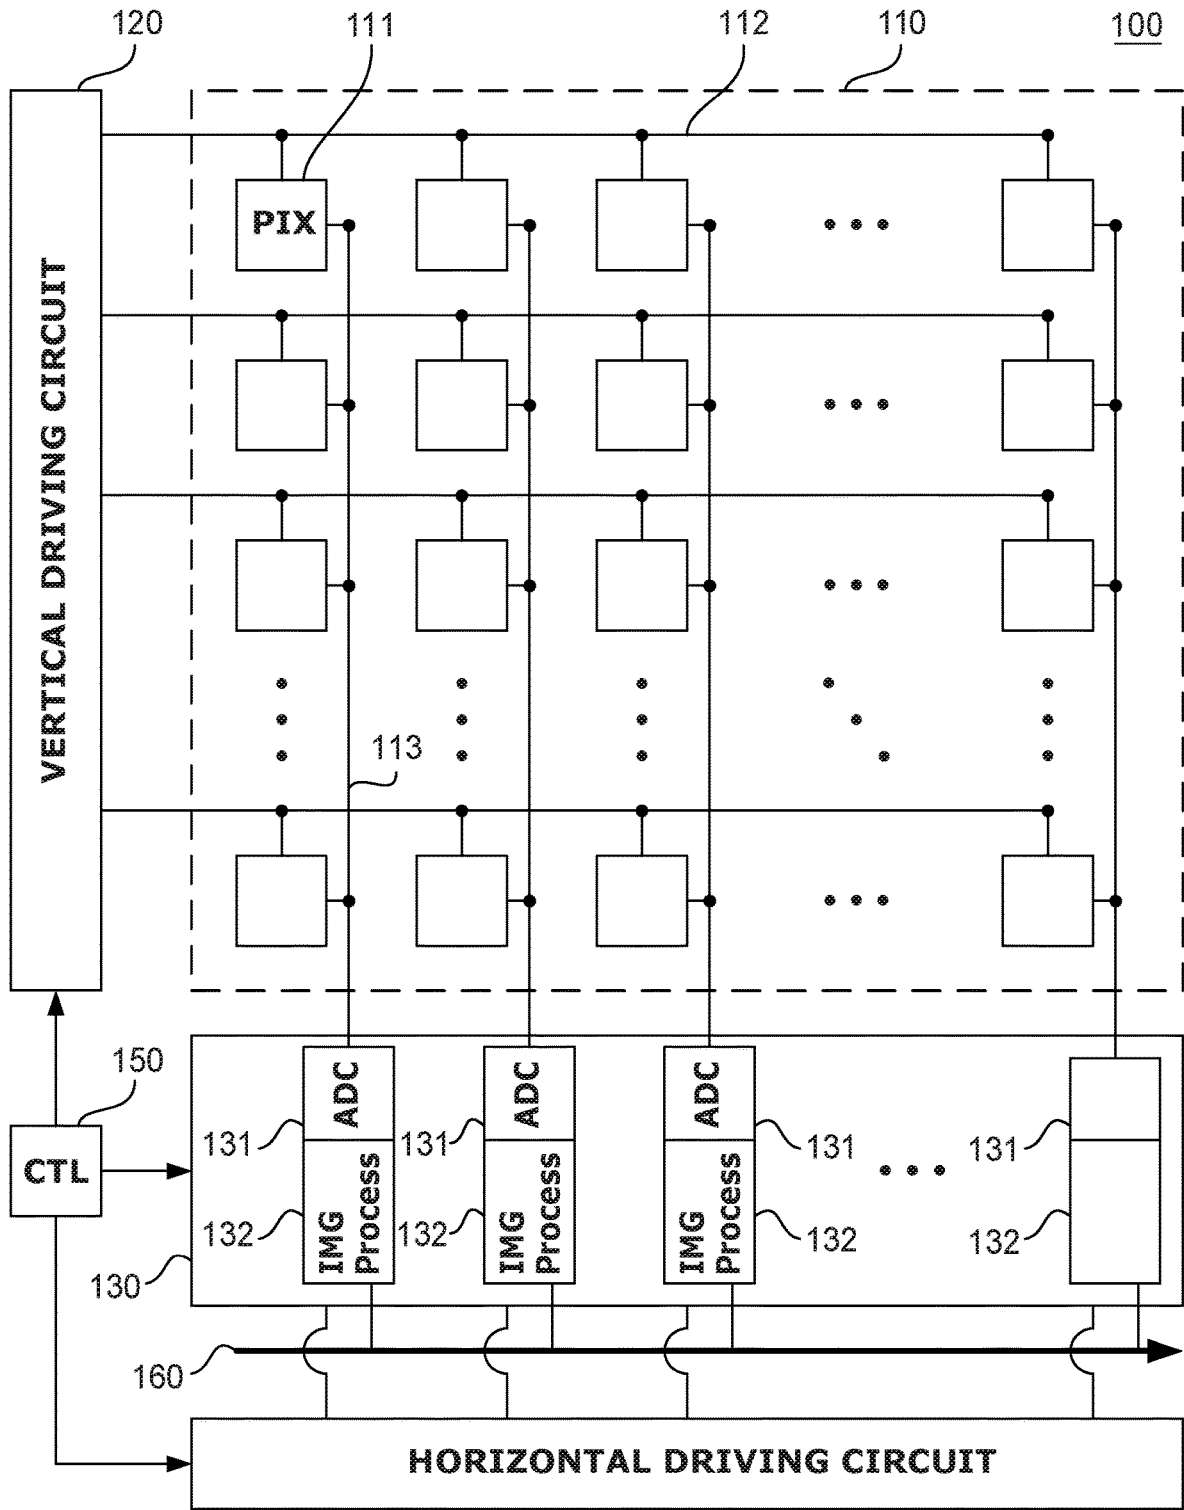 120
111
112
110
100
PIX
VERTICAL DRIVING CIRCUIT
113
150
CTL
ADC
ADC
ADC
131
131
131
131
IMG
Process
IMG
Process
IMG
Process
132
132
132
132
130
160
HORIZONTAL DRIVING CIRCUIT